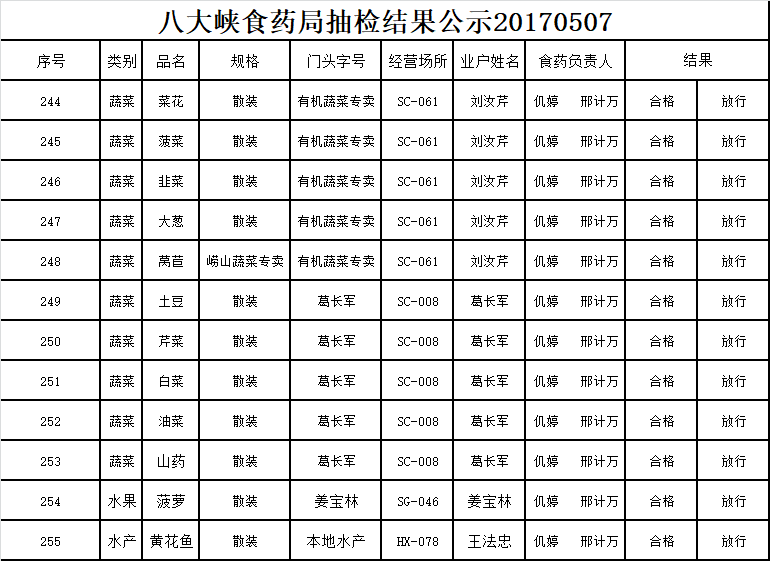 八大峡食药局抽检结果公示20170507
序号 类别 品名 规格 门头字号 经营场所 业户姓名 食药负责人 结果
244 蔬菜 菜花 散装 有机蔬菜专卖 SC-061 刘汝芹 仉婷 邢计万 合格 放行
245 蔬菜 菠菜 散装 有机蔬菜专卖 SC-061 刘汝芹 仉婷 邢计万 合格 放行
246 蔬菜 韭菜 散装 有机蔬菜专卖 SC-061 刘汝芹 仉婷 邢计万 合格 放行
247 蔬菜 大葱 散装 有机蔬菜专卖 SC-061 刘汝芹 仉婷 邢计万 合格 放行
248 蔬菜 莴苣 崂山蔬菜专卖 有机蔬菜专卖 SC-061 刘汝芹 仉婷 邢计万 合格 放行
249 蔬菜 土豆 散装 葛长军 SC-008 葛长军 仉婷 邢计万 合格 放行
250 蔬菜 芹菜 散装 葛长军 SC-008 葛长军 仉婷 邢计万 合格 放行
251 蔬菜 白菜 散装 葛长军 SC-008 葛长军 仉婷 邢计万 合格 放行
252 蔬菜 油菜 散装 葛长军 SC-008 葛长军 仉婷 邢计万 合格 放行
253 蔬菜 山药 散装 葛长军 SC-008 葛长军 仉婷 邢计万 合格 放行
254 水果 菠萝 散装 姜宝林 SG-046 姜宝林 仉婷 邢计万 合格 放行
255 水产 黄花鱼 散装 本地水产 HX-078 王法忠 仉婷 邢计万 合格 放行